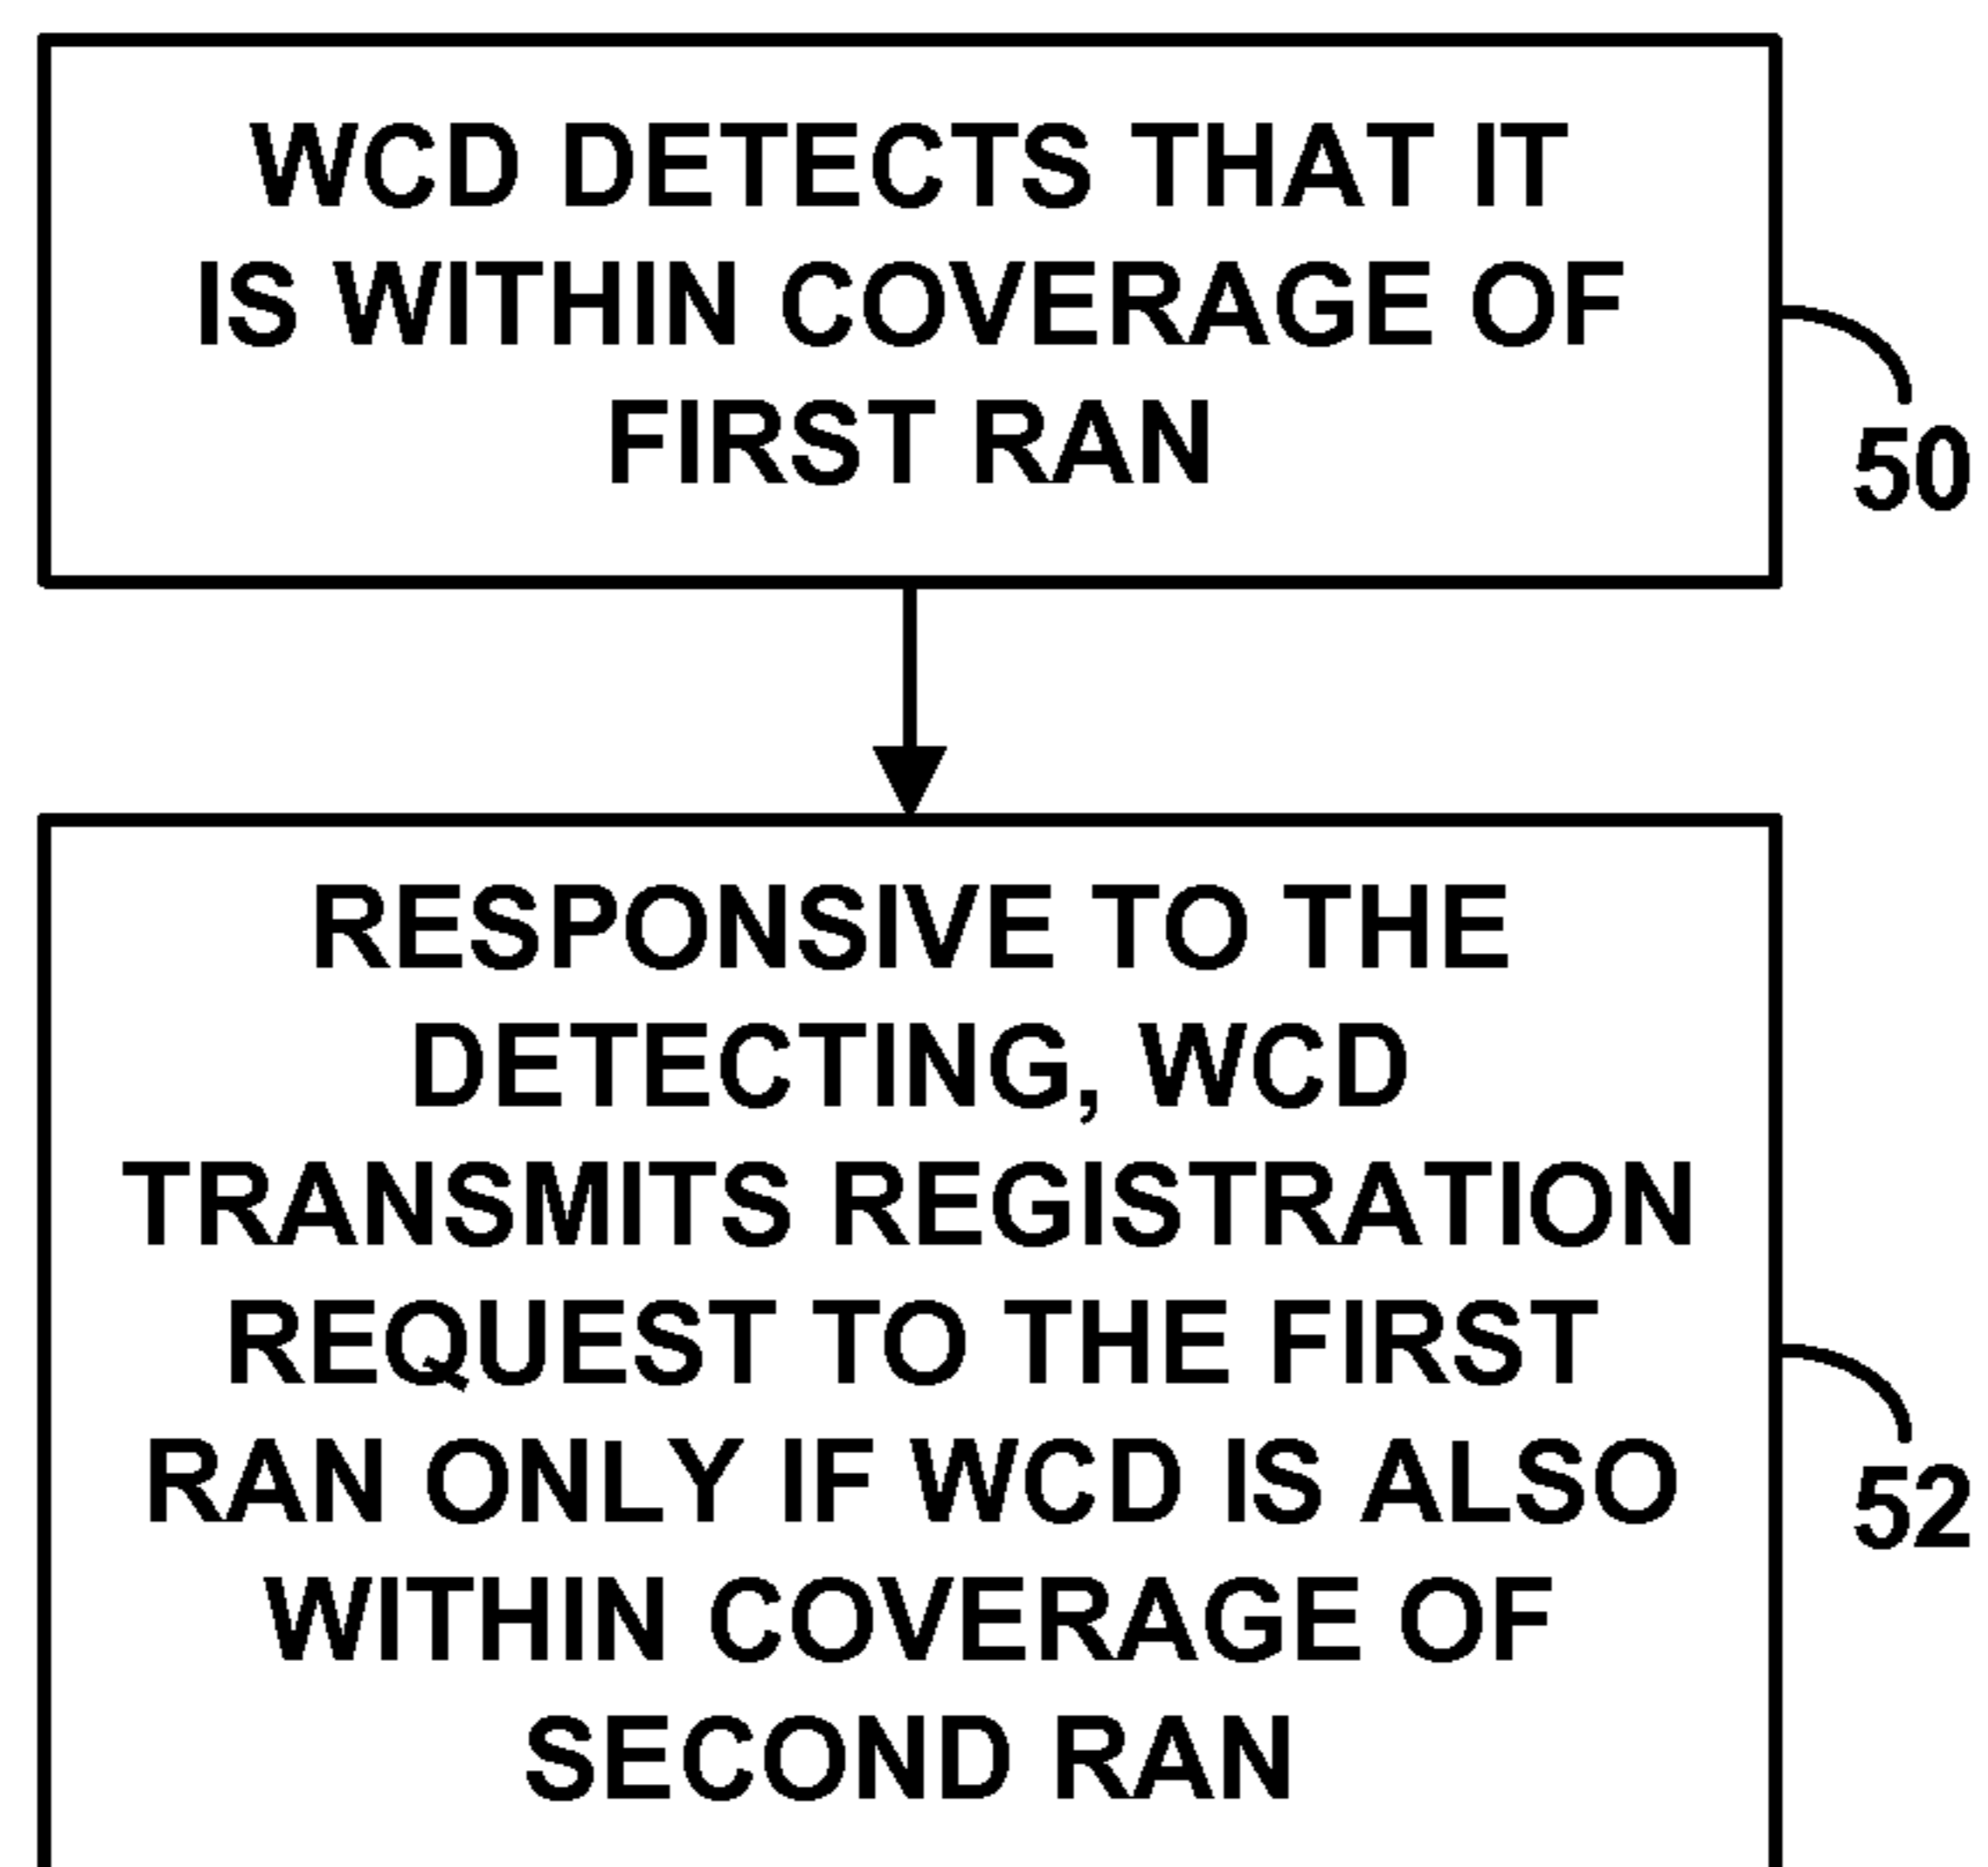 WCD DETECTS THAT IT
IS WITHIN COVERAGE OF
FIRST RAN
50
RESPONSIVE TO THE
DETECTING, WCD
TRANSMITS REGISTRATION
REQUEST TO THE FIRST
RAN ONLY IF WCD IS ALSO
WITHIN COVERAGE OF
SECOND RAN
52